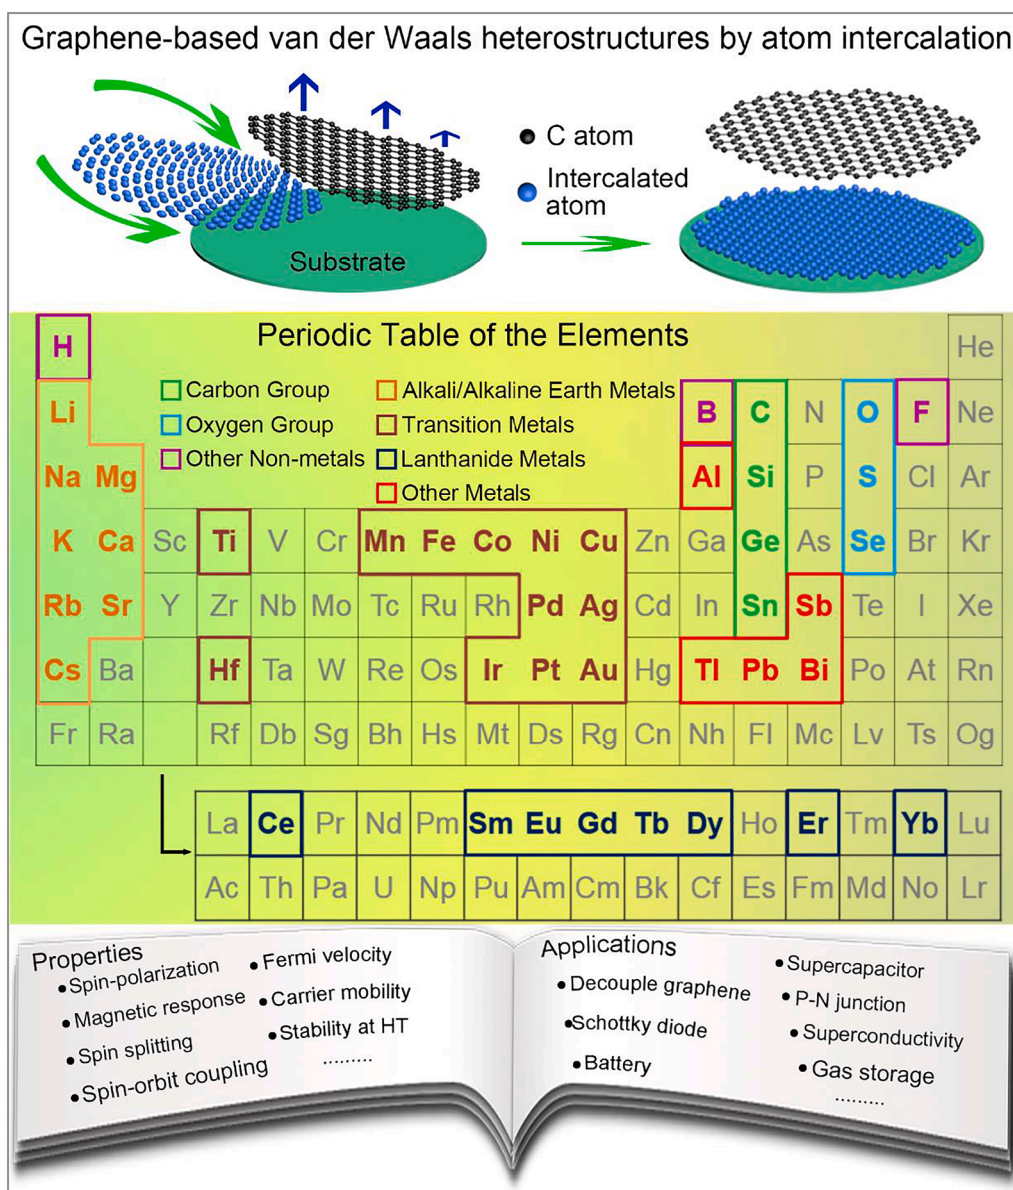 Graphene-based van der Waals heterostructures by atom intercalation
C atom
Intercalated
atom
Substrate
Periodic Table of the Elements
Carbon Group
Oxygen Group
Other Non-metals
Alkali/Alkaline Earth Metals
Transition Metals
Lanthanide Metals
Other Metals
H He
Li B C N O F Ne
Na Mg Al Si P S Cl Ar
K Ca Sc Ti V Cr Mn Fe Co Ni Cu Zn Ga Ge As Se Br Kr
Rb Sr Y Zr Nb Mo Tc Ru Rh Pd Ag Cd In Sn Sb Te I Xe
Cs Ba Hf Ta W Re Os Ir Pt Au Hg Tl Pb Bi Po At Rn
Fr Ra Rf Db Sg Bh Hs Mt Ds Rg Cn Nh Fl Mc Lv Ts Og
La Ce Pr Nd Pm Sm Eu Gd Tb Dy Ho Er Tm Yb Lu
Ac Th Pa U Np Pu Am Cm Bk Cf Es Fm Md No Lr
Properties
•Spin-polarization
•Magnetic response
•Spin splitting
•Spin-orbit coupling
•Fermi velocity
•Carrier mobility
•Stability at HT
.........
Applications
•Decouple graphene
•Schottky diode
•Battery
•Supercapacitor
•P-N junction
•Superconductivity
•Gas storage
.........